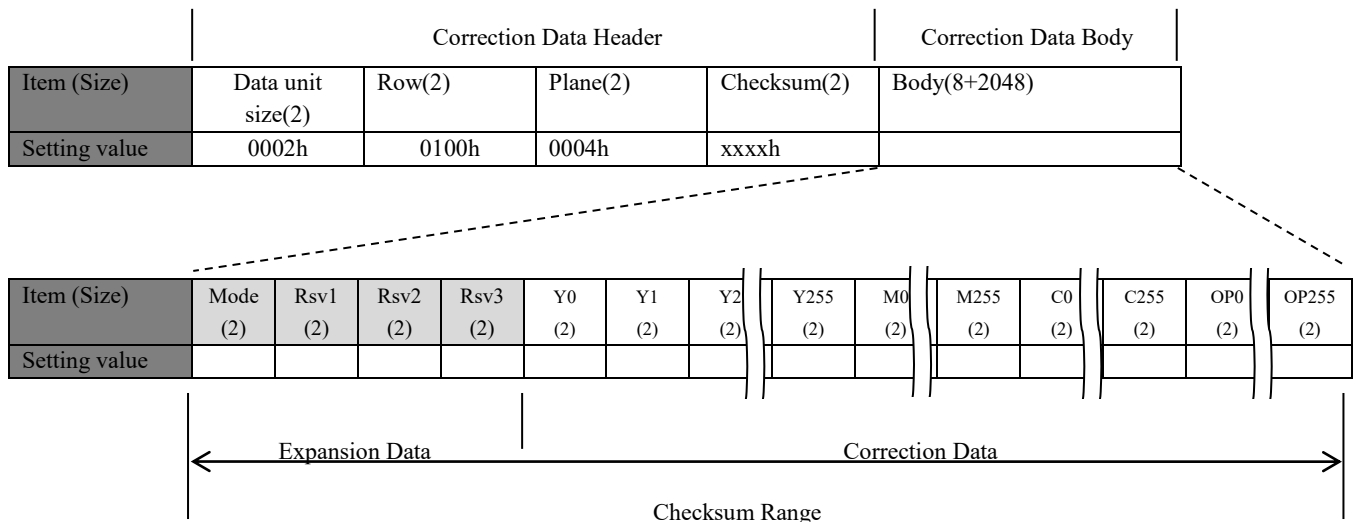 Correction Data Header Correction Data Body
Item (Size) Data unit size(2) Row(2) Plane(2) Checksum(2) Body(8+2048)
Setting value 0002h 0100h 0004h xxxxh
Item (Size) Mode (2) Rsv1 (2) Rsv2 (2) Rsv3 (2) Y0 (2) Y1 (2) Y2 (2) Y255 (2) M0 (2) M255 (2) C0 (2) C255 (2) OP0 (2) OP255 (2)
Setting value
Expansion Data Correction Data
Checksum Range